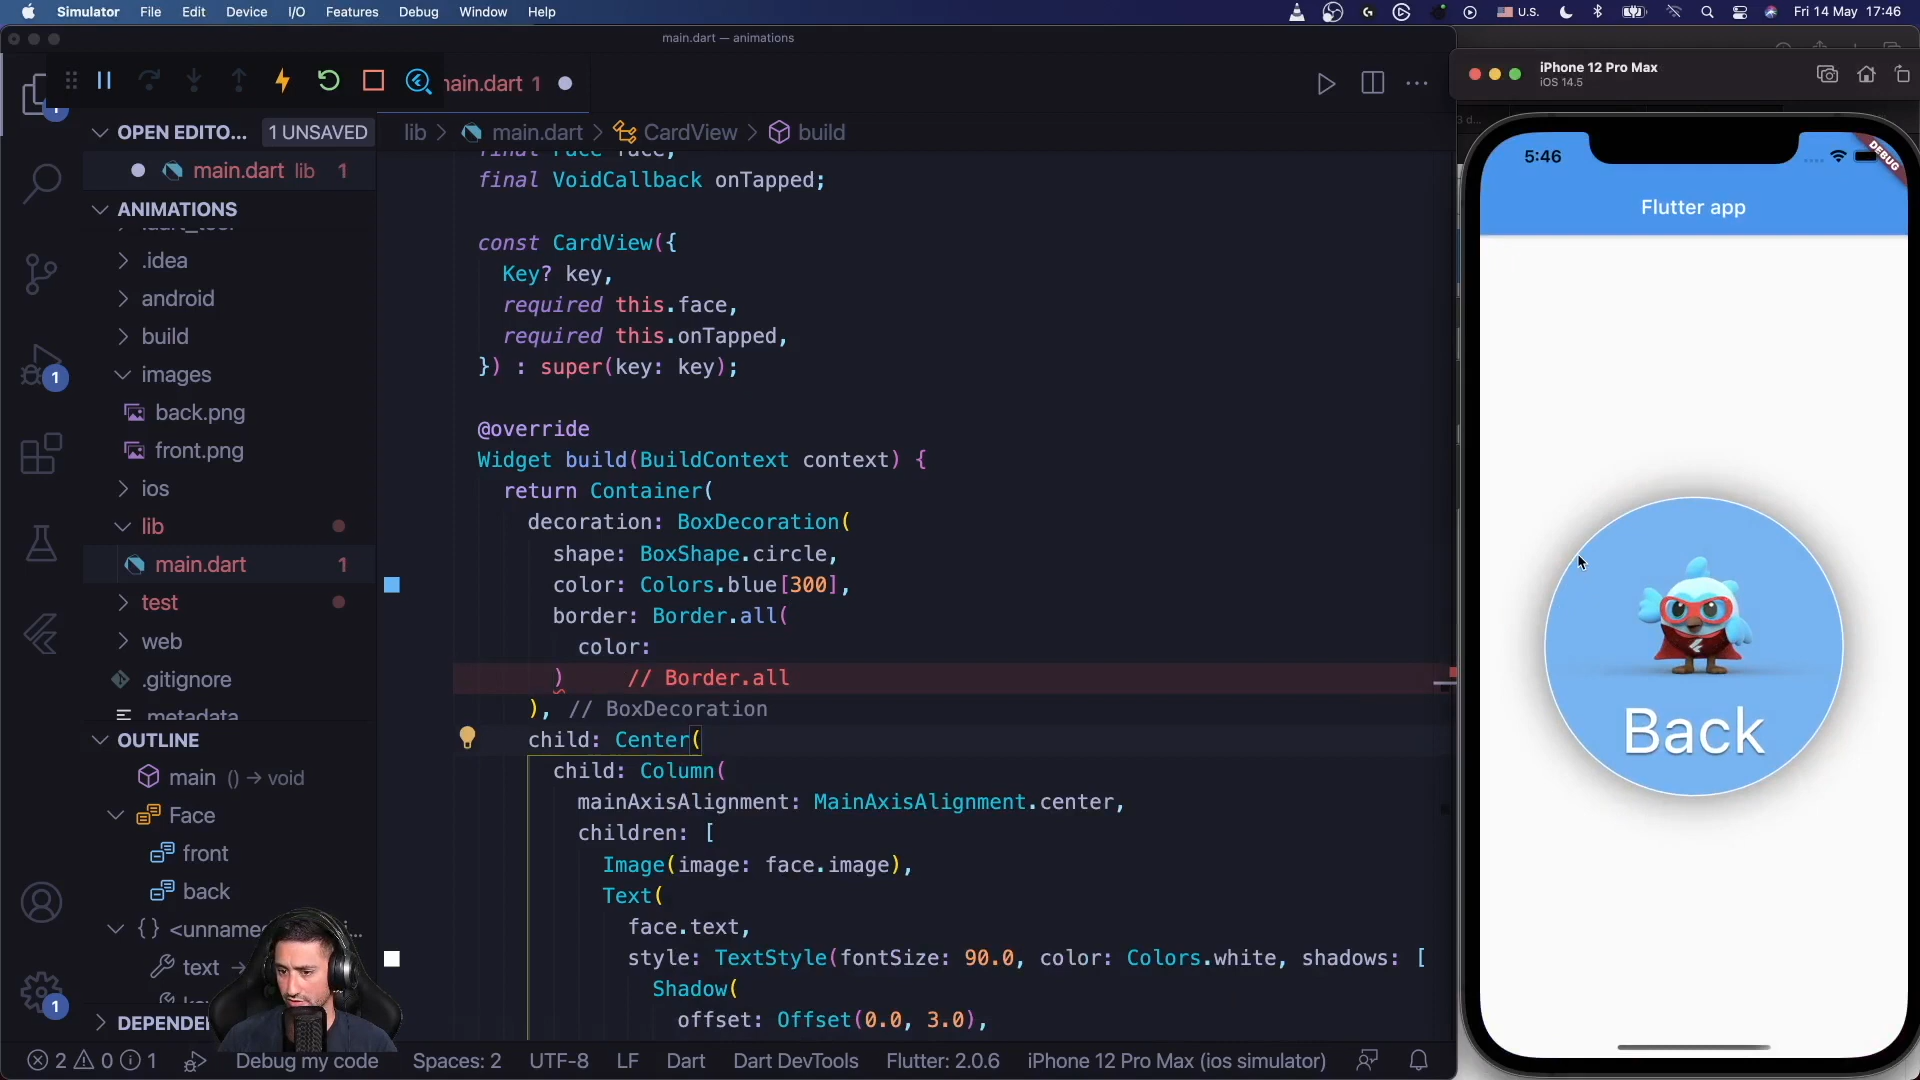 Simulator File Edit Device I/O Features Debug Window Help
U.S. Fri 14 May 17:46
main.dart — animations
main.dart 1
iPhone 12 Pro Max
iOS 14.5
OPEN EDITO... 1 UNSAVED
lib > main.dart > CardView > build
main.dart lib 1
ANIMATIONS
.idea
android
build
images
back.png
front.png
ios
lib
main.dart 1
test
web
.gitignore
.metadata
OUTLINE
main () → void
Face
front
back
text →
DEPENDE
1
1
1
final Face face;
final VoidCallback onTapped;
const CardView({
Key? key,
required this.face,
required this.onTapped,
}) : super(key: key);
@override
Widget build(BuildContext context) {
return Container(
decoration: BoxDecoration(
shape: BoxShape.circle,
color: Colors.blue[300],
border: Border.all(
color:
) // Border.all
), // BoxDecoration
child: Center(
child: Column(
mainAxisAlignment: MainAxisAlignment.center,
children: [
Image(image: face.image),
Text(
face.text,
style: TextStyle(fontSize: 90.0, color: Colors.white, shadows: [
Shadow(
offset: Offset(0.0, 3.0),
2 0 1 Debug my code Spaces: 2 UTF-8 LF Dart Dart DevTools Flutter: 2.0.6 iPhone 12 Pro Max (ios simulator)
5:46
DEBUG
Flutter app
Back